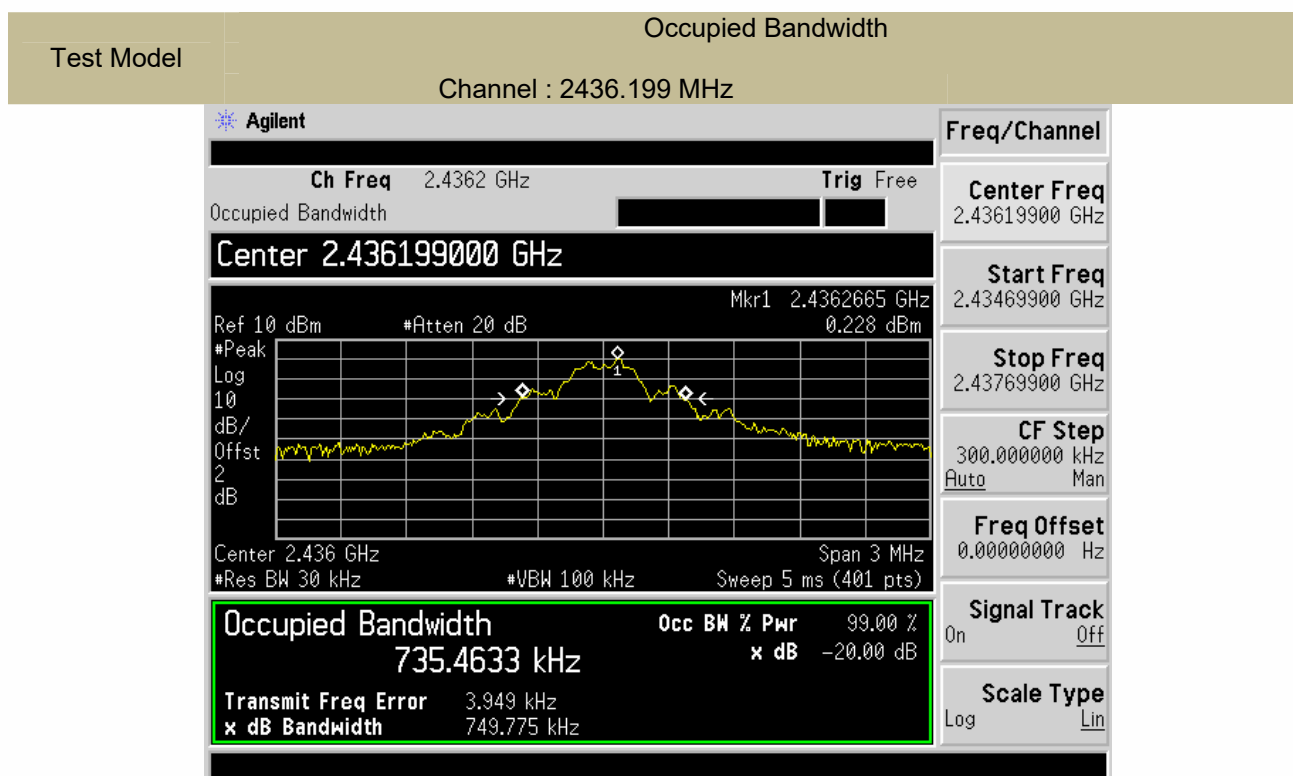 Occupied Bandwidth
Test Model
Channel : 2436.199 MHz
Agilent
Freq/Channel
Ch Freq 2.4362 GHz Trig Free
Occupied Bandwidth
Center 2.436199000 GHz
Mkr1 2.4362665 GHz
Ref 10 dBm #Atten 20 dB 0.228 dBm
#Peak
Log
10
dB/
Offst
2
dB
1
Center 2.436 GHz Span 3 MHz
#Res BW 30 kHz #VBW 100 kHz Sweep 5 ms (401 pts)
Occupied Bandwidth
735.4633 kHz
Occ BW % Pwr 99.00 %
x dB -20.00 dB
Transmit Freq Error 3.949 kHz
x dB Bandwidth 749.775 kHz
Center Freq
2.43619900 GHz
Start Freq
2.43469900 GHz
Stop Freq
2.43769900 GHz
CF Step
300.000000 kHz
Auto Man
Freq Offset
0.00000000 Hz
Signal Track
On Off
Scale Type
Log Lin